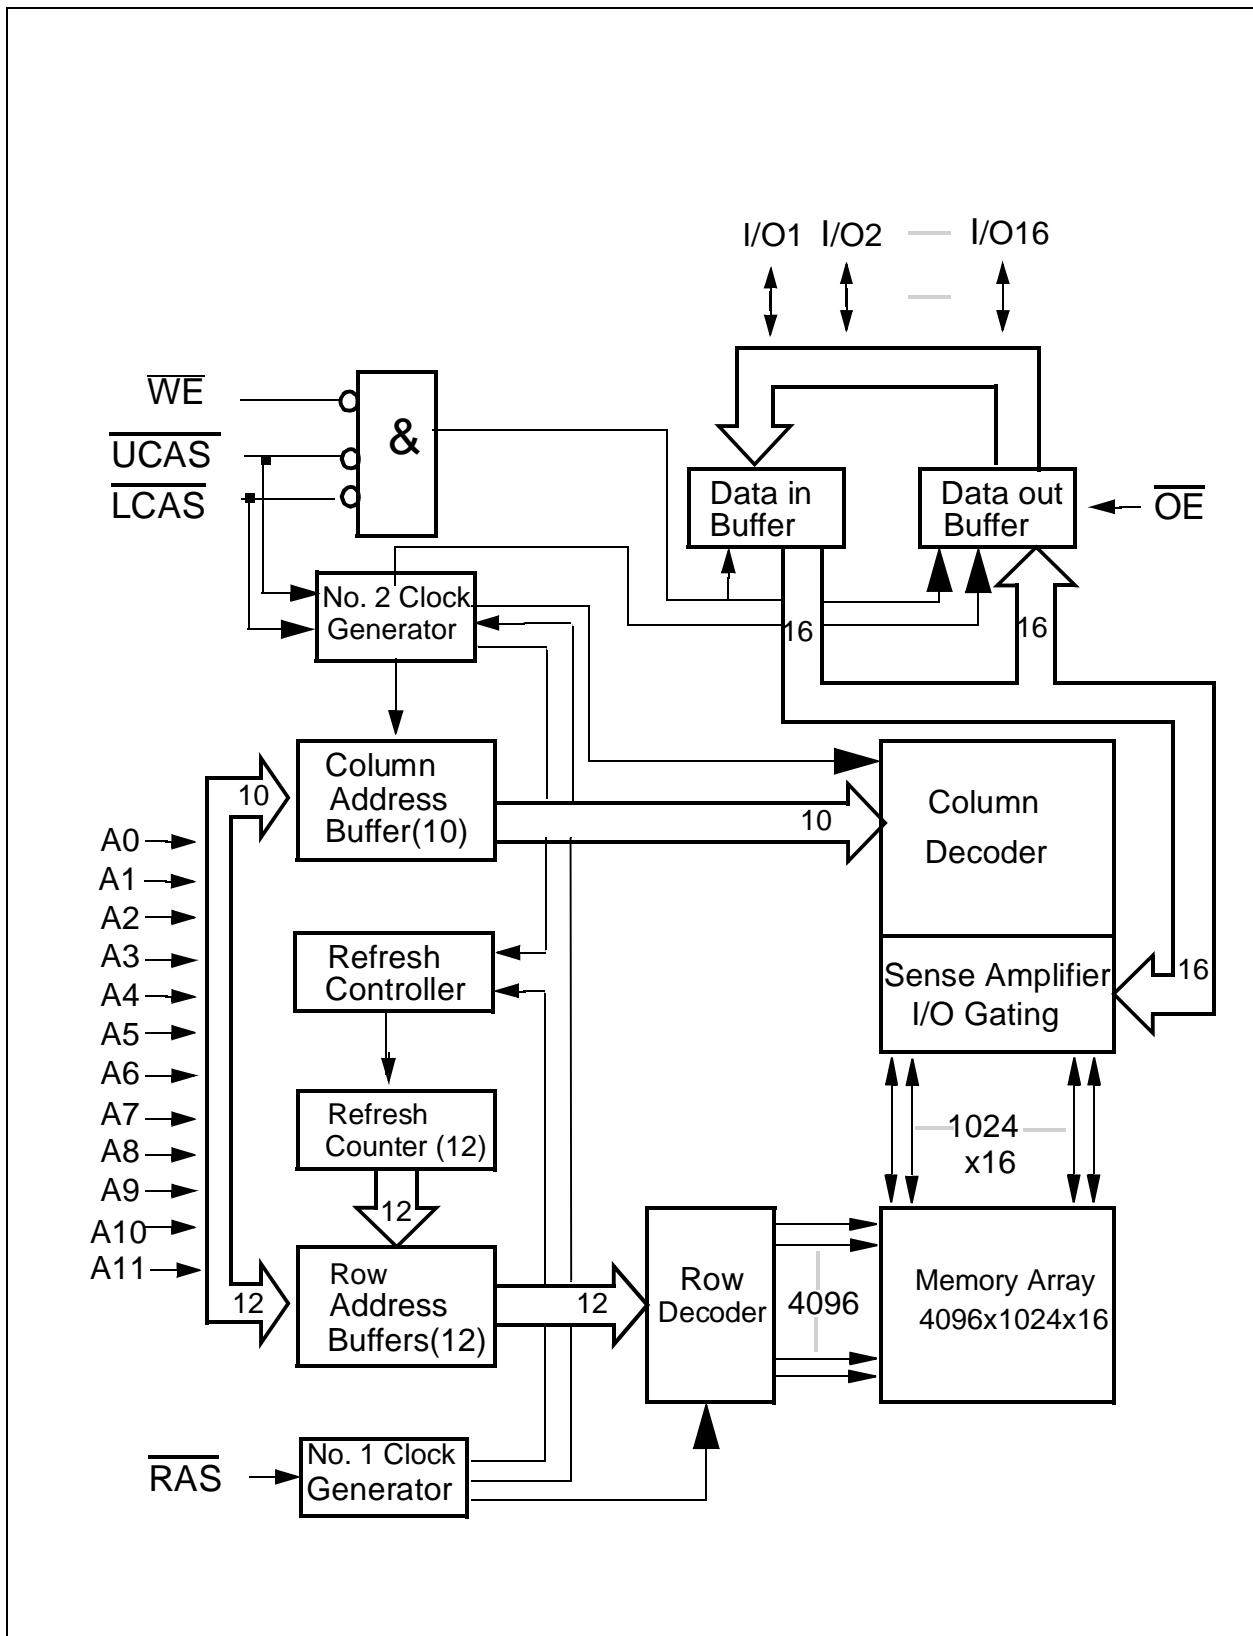 I/O1 I/O2 I/O16
WE
UCAS
LCAS
&
Data in
Buffer
Data out
Buffer
OE
No. 2 Clock
Generator
16
16
Column
Address
Buffer(10)
10
10
Column
Decoder
A0
A1
A2
A3
A4
A5
A6
A7
A8
A9
A10
A11
Refresh
Controller
Sense Amplifier
I/O Gating
16
Refresh
Counter (12)
1024
x16
12
Row
Address
Buffers(12)
12
12
Row
Decoder
4096
Memory Array
4096x1024x16
RAS
No. 1 Clock
Generator